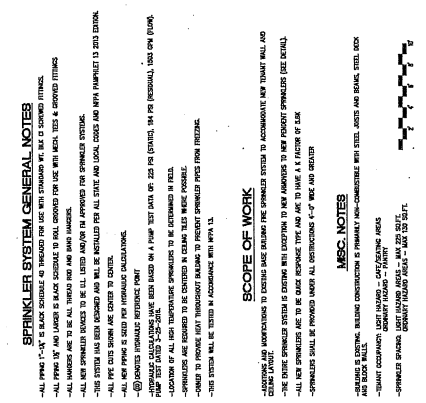 SPRINKLER SYSTEM GENERAL NOTES
-ALL PIPING 1"-1¼" IS BLACK SCHEDULE 40 THREADED FOR USE WITH STANDARD WT. BLK CI SCREWED FITTINGS.
-ALL PIPING 1½" AND LARGER IS BLACK SCHEDULE 10 ROLL GROOVED FOR USE WITH MECH. TEES & GROOVED FITTINGS
-ALL HANGERS ARE TO BE ALL THREAD ROD AND BAND HANGERS.
-ALL NEW SPRINKLER DEVICES TO BE U.L. LISTED AND/OR FM APPROVED FOR SPRINKLER SYSTEMS.
-THIS SYSTEM HAS BEEN DESIGNED AND WILL BE INSTALLED PER ALL STATE AND LOCAL CODES AND NFPA PAMPHLET 13 2013 EDITION.
-ALL PIPE CUTS SHOWN ARE CENTER TO CENTER.
-ALL NEW PIPING IS SIZED PER HYDRAULIC CALCULATIONS.
- DENOTES HYDRAULIC REFERENCE POINT
-HYDRAULIC CALCULATIONS HAVE BEEN BASED ON A PUMP TEST DATA OF: 225 PSI (STATIC), 194 PSI (RESIDUAL), 1503 GPM (FLOW).
PUMP TEST DATED 3-25-2016.
-LOCATION OF ALL HIGH TEMPERATURE SPRINKLERS TO BE DETERMINED IN FIELD.
-SPRINKLERS ARE REQUIRED TO BE CENTERED IN CEILING TILES WHERE POSSIBLE.
-OWNER TO PROVIDE HEAT THROUGHOUT BUILDING TO PREVENT SPRINKLER PIPES FROM FREEZING.
-THIS SYSTEM WILL BE TESTED IN ACCORDANCE WITH NFPA 13.
SCOPE OF WORK
-ADDITIONS AND MODIFICATIONS TO EXISTING BASE BUILDING FIRE SPRINKLER SYSTEM TO ACCOMMODATE NEW TENANT WALL AND
CEILING LAYOUT.
-THE ENTIRE SPRINKLER SYSTEM IS EXISTING WITH EXCEPTION TO NEW ARMOVERS TO NEW PENDENT SPRINKLERS (SEE DETAIL).
-ALL NEW SPRINKLERS ARE TO BE QUICK RESPONSE TYPE AND ARE TO HAVE A K FACTOR OF 5.6K
-SPRINKLERS SHALL BE PROVIDED UNDER ALL OBSTRUCTIONS 4'-0" WIDE AND GREATER
MISC. NOTES
-BUILDING IS EXISTING. BUILDING CONSTRUCTION IS PRIMARILY NON-COMBUSTIBLE WITH STEEL JOISTS AND BEAMS, STEEL DECK
AND BLOCK WALLS.
-TENANT OCCUPANCY: LIGHT HAZARD - CAFE/SEATING AREAS
ORDINARY HAZARD - PANTRY
-SPRINKLER SPACING: LIGHT HAZARD AREAS - MAX 225 SQ.FT.
ORDINARY HAZARD AREAS - MAX 130 SQ.FT.